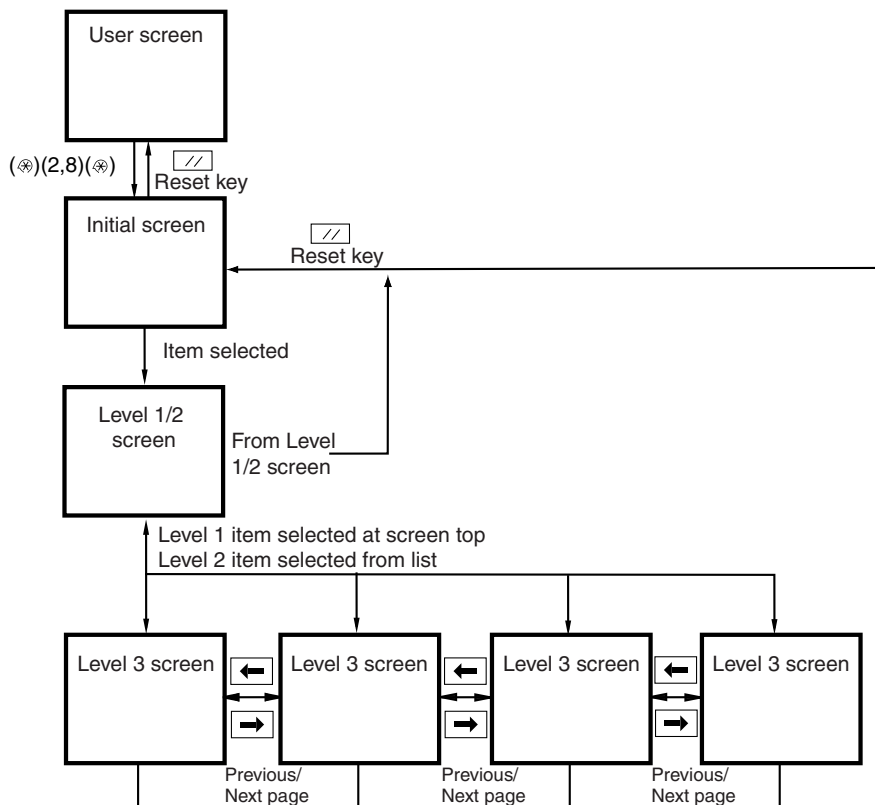 User screen
(⊛)(2,8)(⊛)
//
Reset key
Initial screen
//
Reset key
Item selected
Level 1/2
screen
From Level
1/2 screen
Level 1 item selected at screen top
Level 2 item selected from list
Level 3 screen
Level 3 screen
Level 3 screen
Level 3 screen
Previous/
Next page
Previous/
Next page
Previous/
Next page